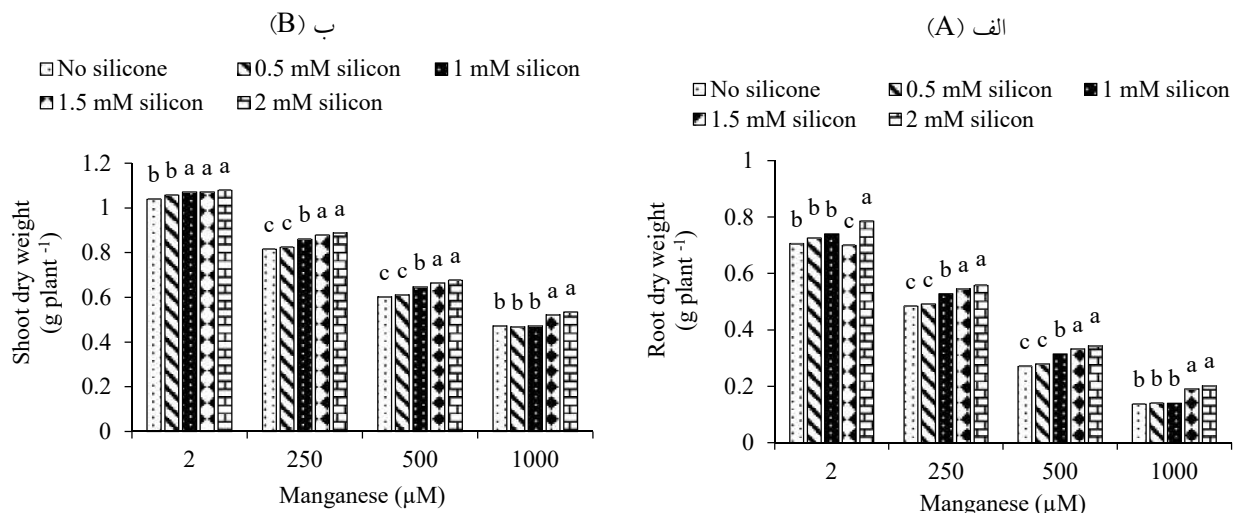 ب (B)
No silicone 0.5 mM silicon 1 mM silicon
1.5 mM silicon 2 mM silicon
Shoot dry weight
(g plant -1)
1.2
1
0.8
0.6
0.4
0.2
0
b b a a a
c c b a a
c c b a a
b b b a a
2 250 500 1000
Manganese (µM)
الف (A)
No silicone 0.5 mM silicon 1 mM silicon
1.5 mM silicon 2 mM silicon
Root dry weight
(g plant -1)
1
0.8
0.6
0.4
0.2
0
b b b c a
c c b a a
c c b a a
b b b a a
2 250 500 1000
Manganese (µM)